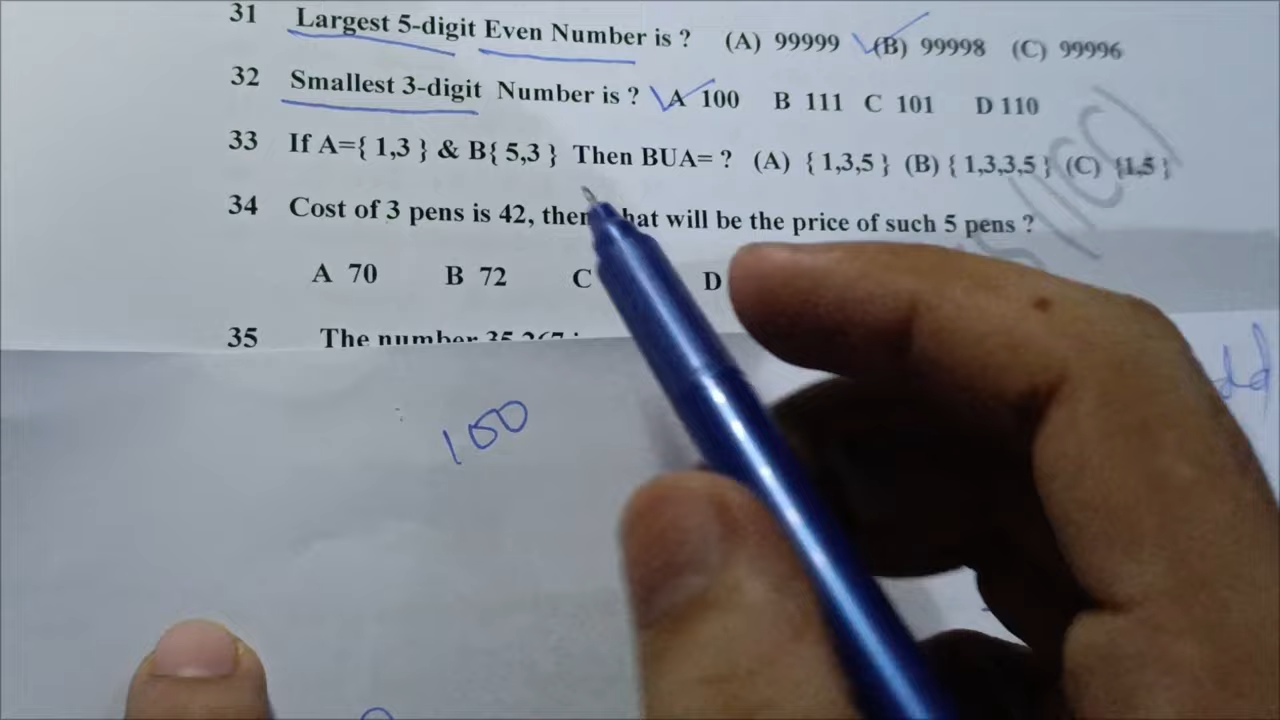 31 Largest 5-digit Even Number is ? (A) 99999 (B) 99998 (C) 99996
32 Smallest 3-digit Number is ? A 100 B 111 C 101 D 110
33 If A={ 1,3 } & B{ 5,3 } Then BUA= ? (A) { 1,3,5 } (B) { 1,3,3,5 } (C) {1,5 }
34 Cost of 3 pens is 42, then will be the price of such 5 pens ?
A 70 B 72 C D
35 The number
100